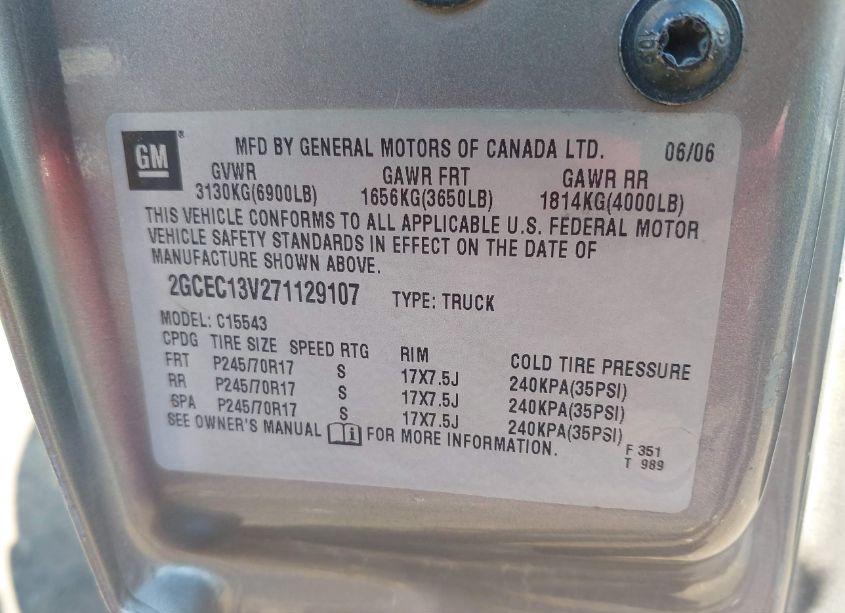 GM ® MFD BY GENERAL MOTORS OF CANADA LTD. 06/06
GVWR GAWR FRT GAWR RR
3130KG(6900LB) 1656KG(3650LB) 1814KG(4000LB)
THIS VEHICLE CONFORMS TO ALL APPLICABLE U.S. FEDERAL MOTOR
VEHICLE SAFETY STANDARDS IN EFFECT ON THE DATE OF
MANUFACTURE SHOWN ABOVE.
2GCEC13V271129107 TYPE: TRUCK
MODEL: C15543
CPDG TIRE SIZE SPEED RTG RIM COLD TIRE PRESSURE
FRT P245/70R17 S 17X7.5J 240KPA(35PSI)
RR P245/70R17 S 17X7.5J 240KPA(35PSI)
SPA P245/70R17 S 17X7.5J 240KPA(35PSI)
SEE OWNER'S MANUAL FOR MORE INFORMATION.
F 351
T 989